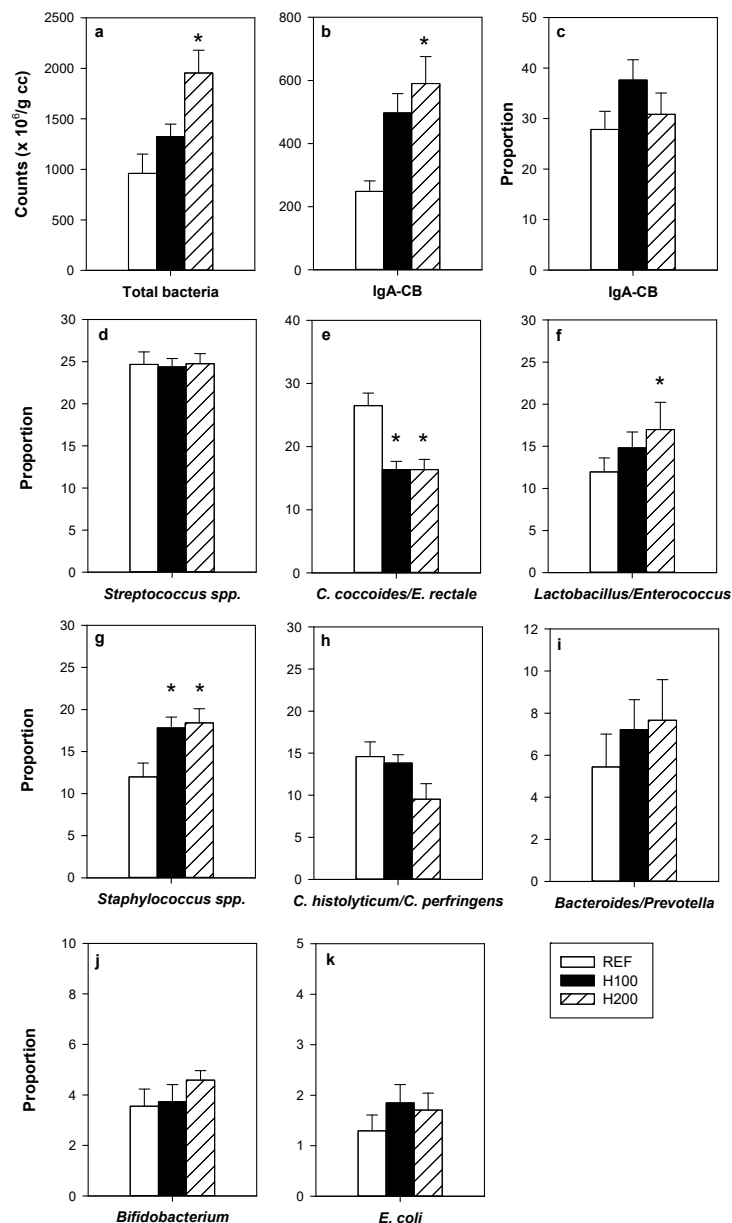 a
*
Counts (x 10⁶/g cc)
2500
2000
1500
1000
500
0
Total bacteria
b
*
800
600
400
200
0
IgA-CB
c
Proportion
50
40
30
20
10
0
IgA-CB
d
Proportion
30
25
20
15
10
5
0
Streptococcus spp.
e
* *
40
30
20
10
0
C. coccoides/E. rectale
f
*
30
25
20
15
10
5
0
Lactobacillus/Enterococcus
g
* *
Proportion
30
25
20
15
10
5
0
Staphylococcus spp.
h
30
25
20
15
10
5
0
C. histolyticum/C. perfringens
i
12
10
8
6
4
2
0
Bacteroides/Prevotella
j
Proportion
10
8
6
4
2
0
Bifidobacterium
k
5
4
3
2
1
0
E. coli
REF
H100
H200